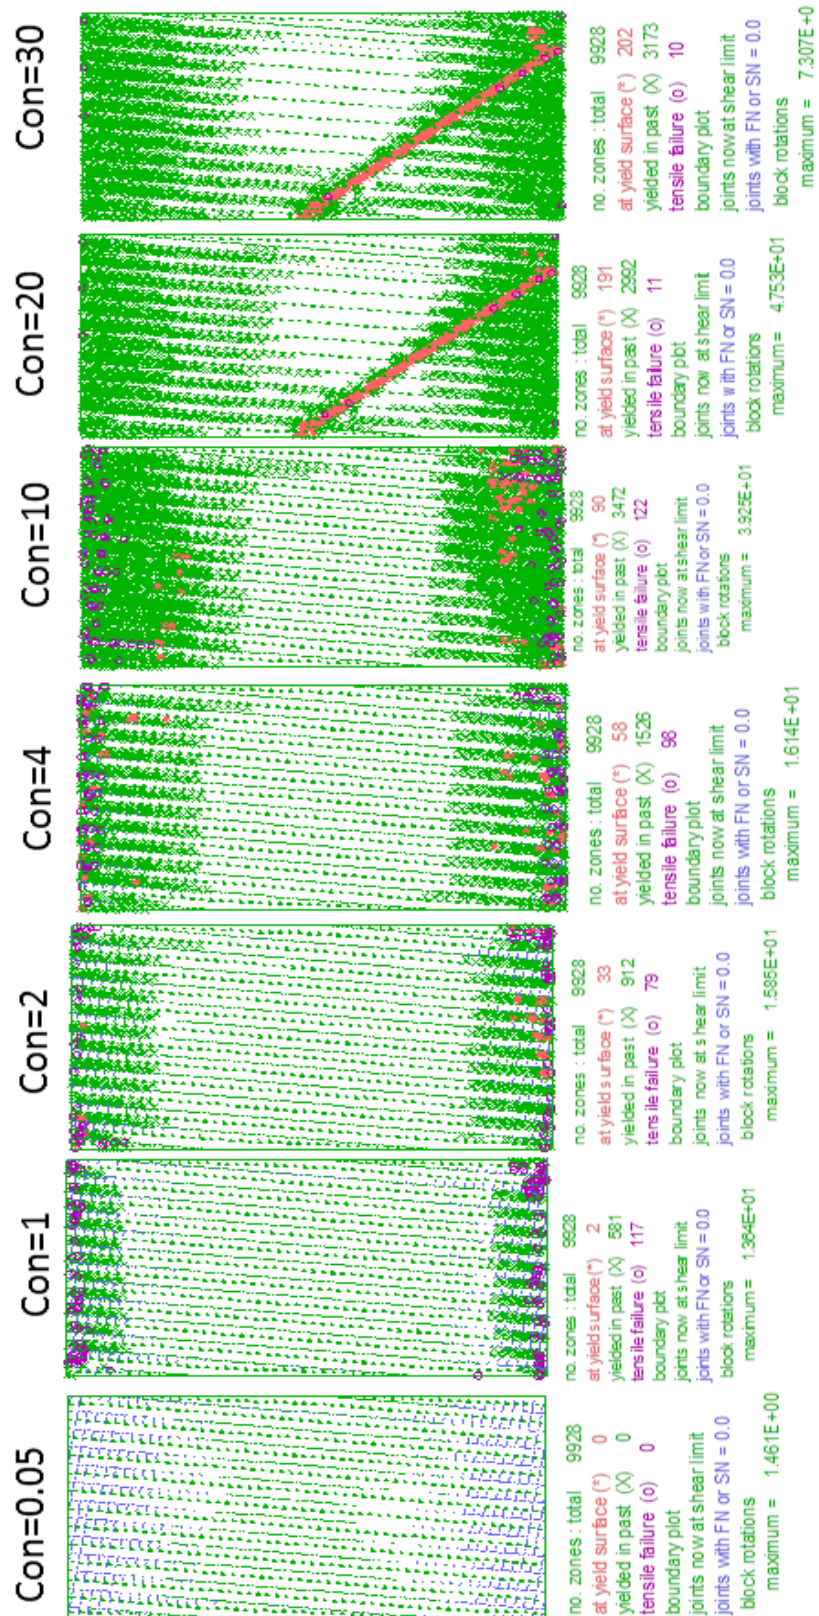 Con=0.05
no. zones : total 9928
at yield surface (*) 0
yielded in past (X) 0
tensile failure (o) 0
boundary plot
joints now at shear limit
joints with FN or SN = 0.0
block rotations
maximum = 1.461E+00
Con=1
no. zones : total 9928
at yield surface (*) 2
yielded in past (X) 581
tensile failure (o) 117
boundary plot
joints now at shear limit
joints with FN or SN = 0.0
block rotations
maximum = 1.364E+01
Con=2
no. zones : total 9928
at yield surface (*) 33
yielded in past (X) 912
tensile failure (o) 79
boundary plot
joints now at shear limit
joints with FN or SN = 0.0
block rotations
maximum = 1.585E+01
Con=4
no. zones : total 9928
at yield surface (*) 58
yielded in past (X) 1526
tensile failure (o) 98
boundary plot
joints now at shear limit
joints with FN or SN = 0.0
block rotations
maximum = 1.614E+01
Con=10
no. zones : total 9928
at yield surface (*) 90
yielded in past (X) 3472
tensile failure (o) 122
boundary plot
joints now at shear limit
joints with FN or SN = 0.0
block rotations
maximum = 3.925E+01
Con=20
no. zones : total 9928
at yield surface (*) 191
yielded in past (X) 2992
tensile failure (o) 11
boundary plot
joints now at shear limit
joints with FN or SN = 0.0
block rotations
maximum = 4.753E+01
Con=30
no. zones : total 9928
at yield surface (*) 202
yielded in past (X) 3173
tensile failure (o) 10
boundary plot
joints now at shear limit
joints with FN or SN = 0.0
block rotations
maximum = 7.307E+0